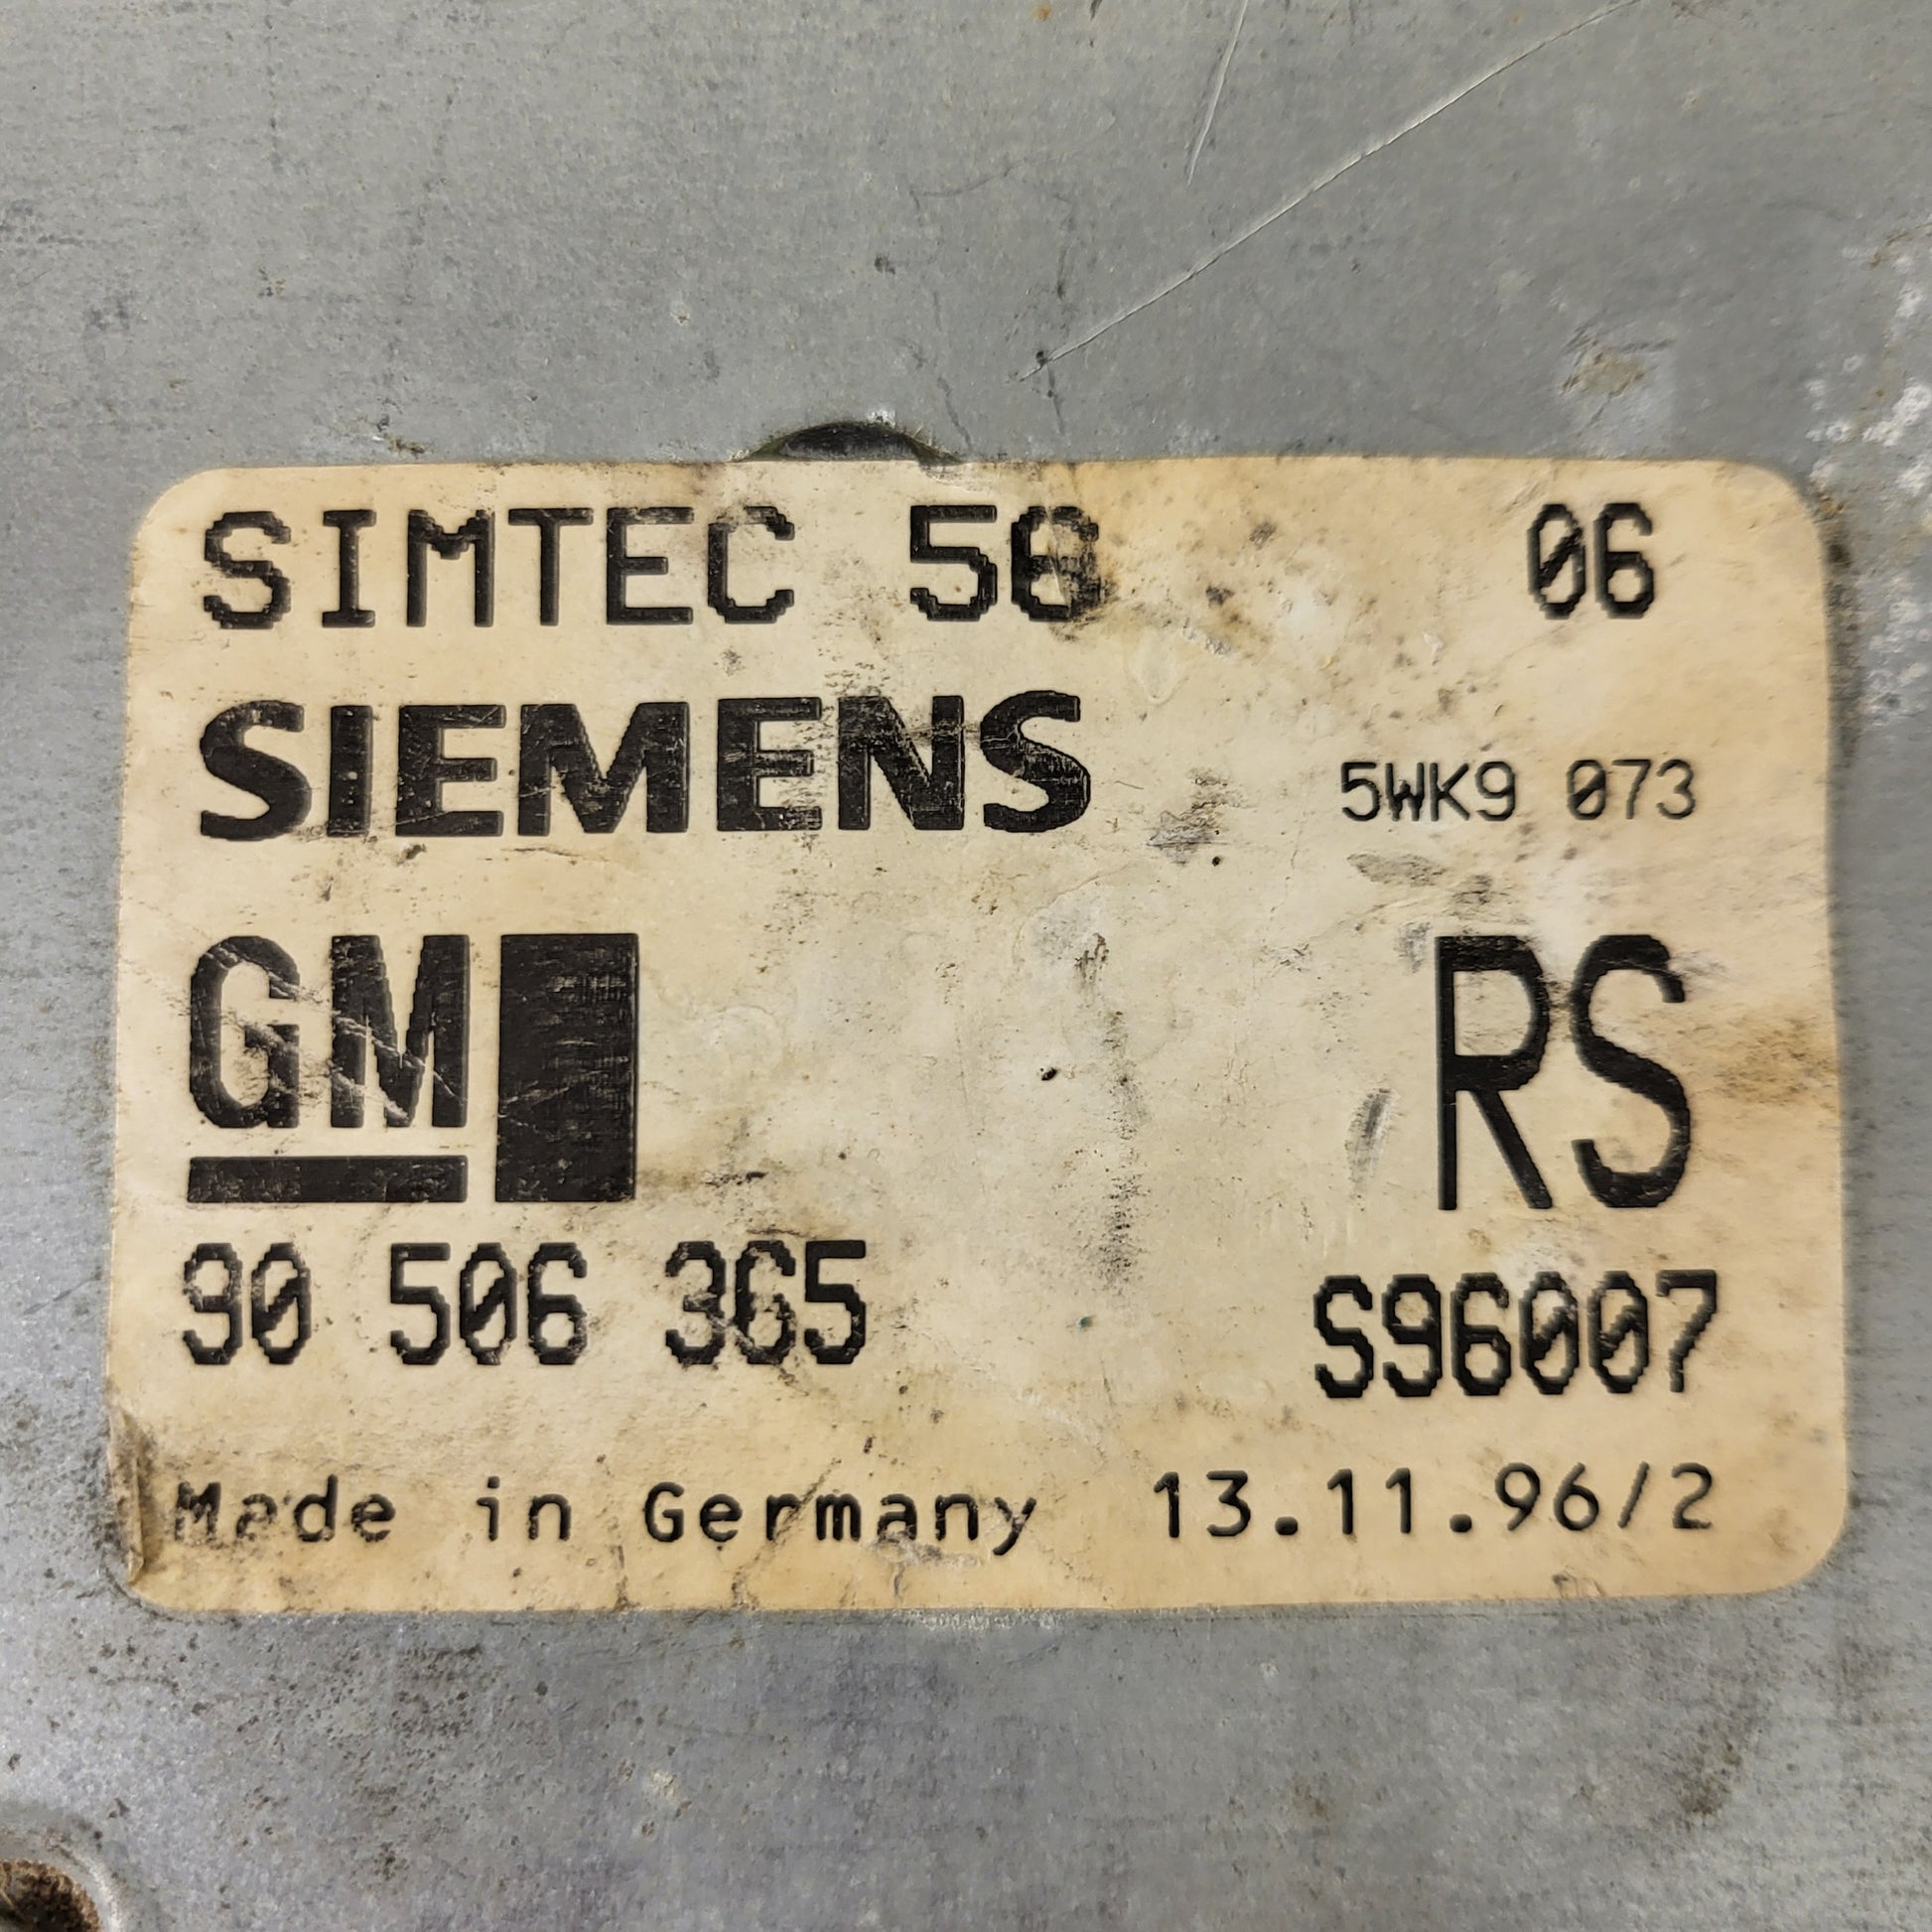 SIMTEC 56 06
SIEMENS 5WK9 073
GM RS
90 506 365 S96007
Made in Germany 13.11.96/2